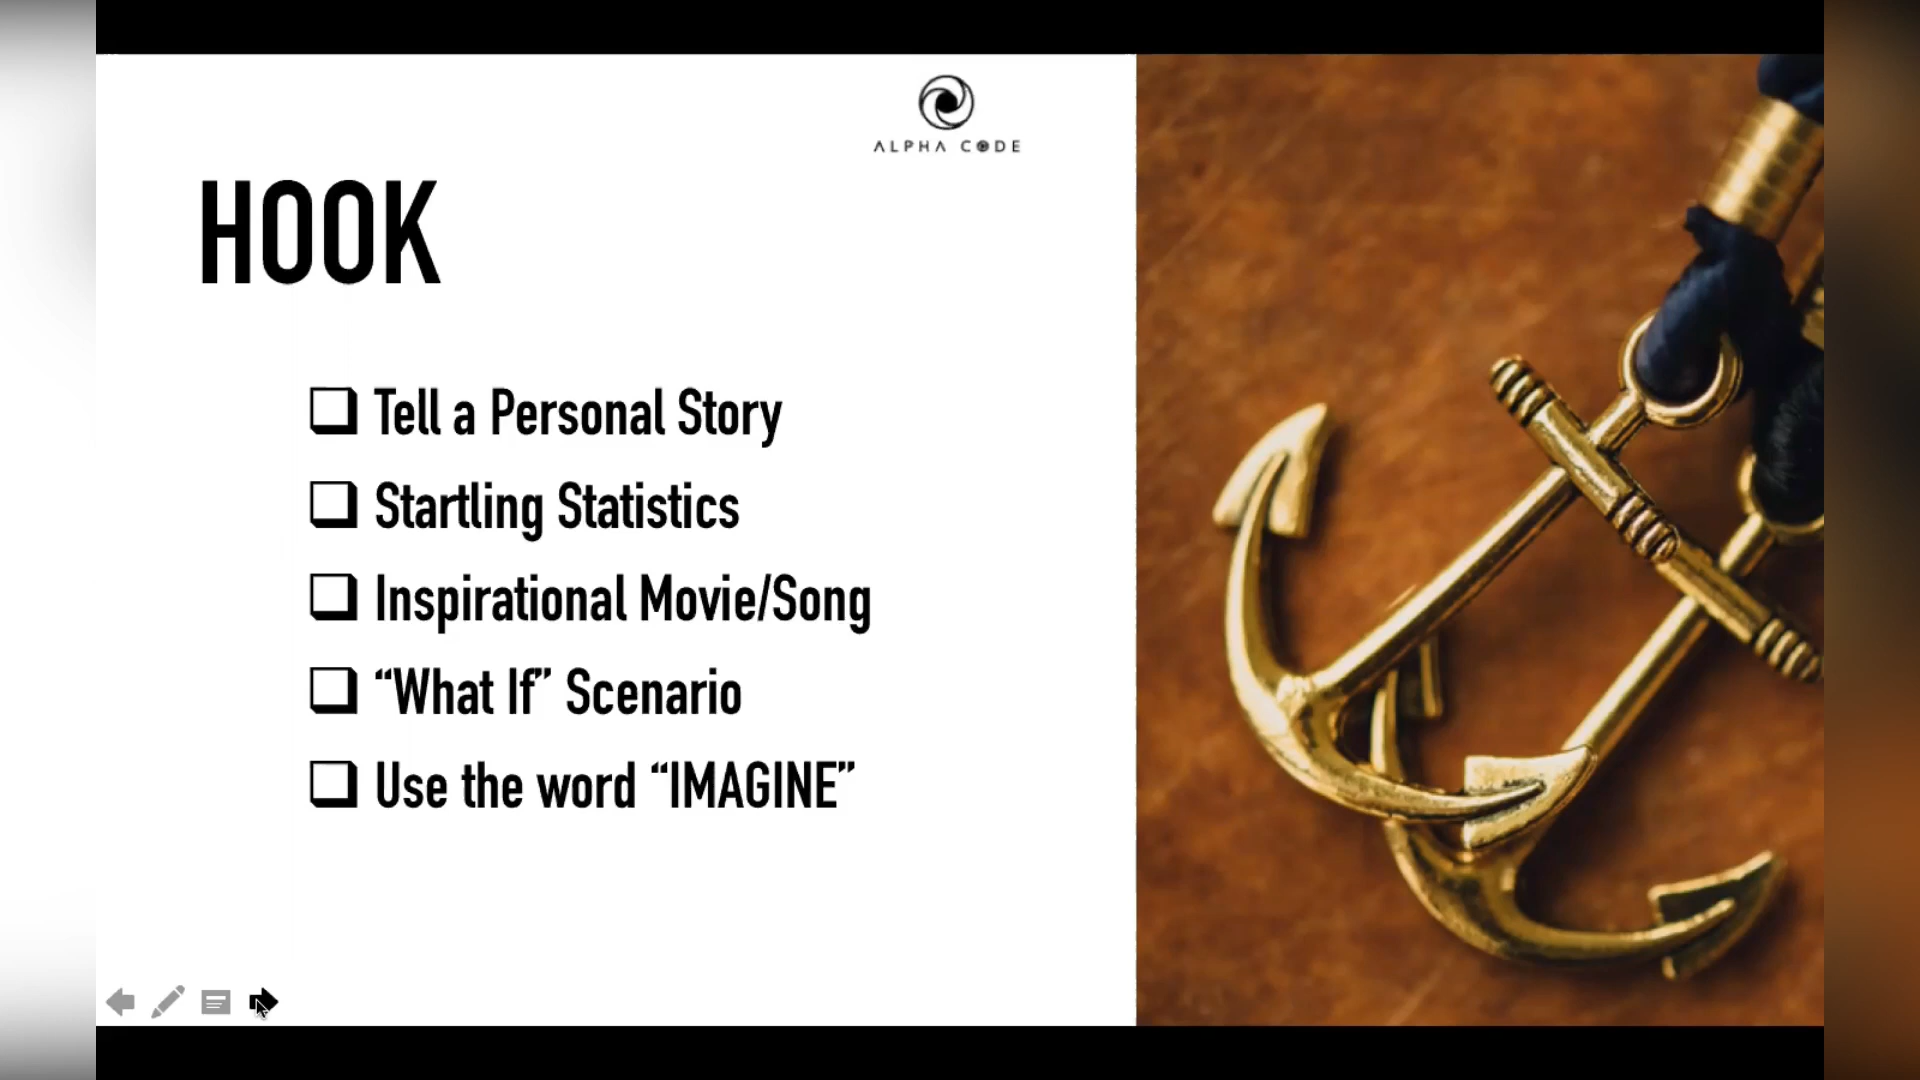 ALPHA CODE
HOOK
❑ Tell a Personal Story
❑ Startling Statistics
❑ Inspirational Movie/Song
❑ “What If” Scenario
❑ Use the word “IMAGINE”